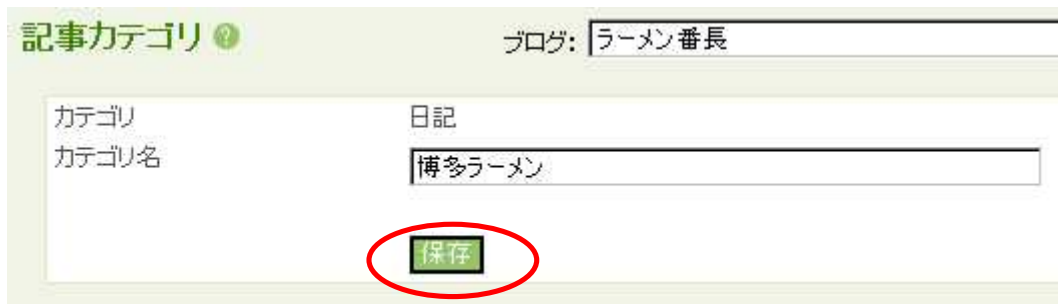 記事カテゴリ ?
ブログ: ラーメン番長
カテゴリ 日記
カテゴリ名 博多ラーメン
保存